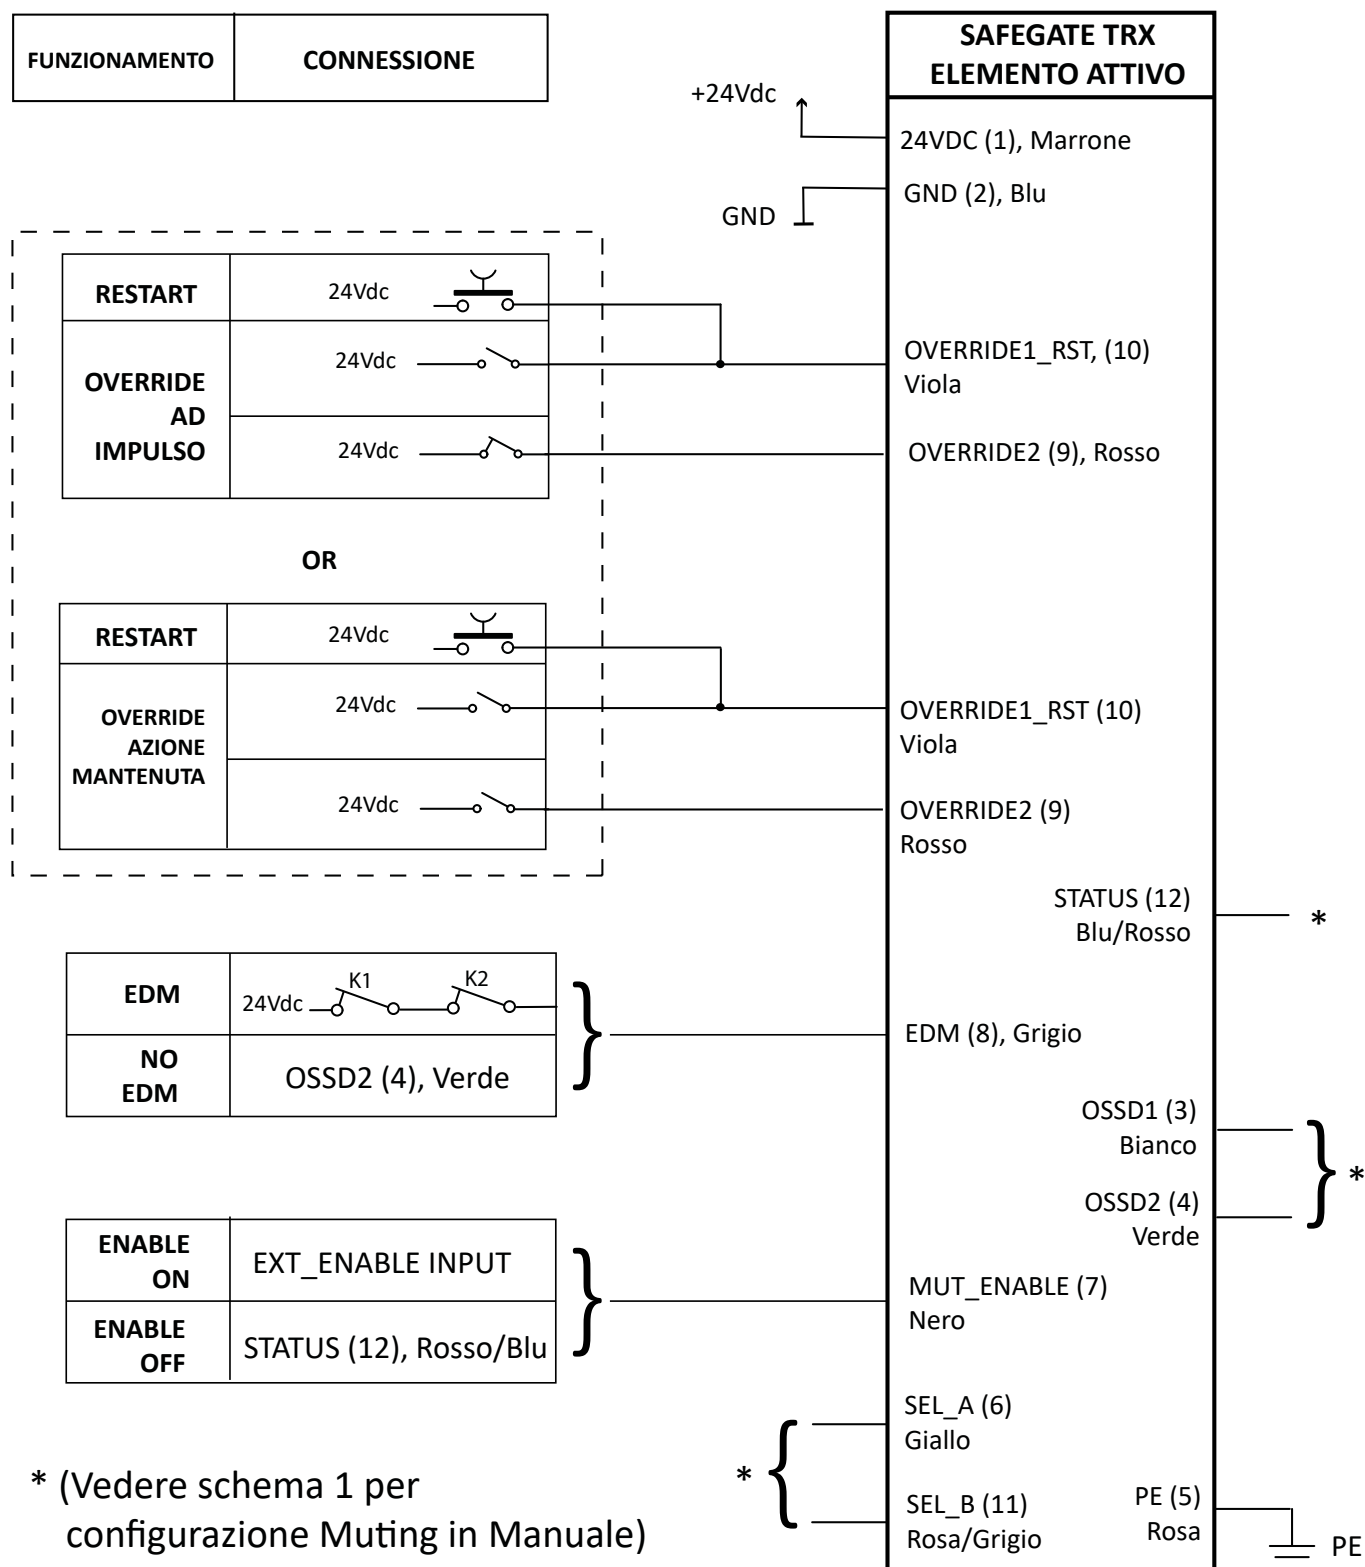 FUNZIONAMENTO
CONNESSIONE
SAFEGATE TRX
ELEMENTO ATTIVO
+24Vdc
24VDC (1), Marrone
GND
GND (2), Blu
RESTART
24Vdc
OVERRIDE
AD
IMPULSO
24Vdc
24Vdc
OVERRIDE1_RST, (10)
Viola
OVERRIDE2 (9), Rosso
OR
RESTART
24Vdc
OVERRIDE
AZIONE
MANTENUTA
24Vdc
24Vdc
OVERRIDE1_RST (10)
Viola
OVERRIDE2 (9)
Rosso
STATUS (12)
Blu/Rosso
*
EDM
24Vdc
K1
K2
NO
EDM
OSSD2 (4), Verde
EDM (8), Grigio
OSSD1 (3)
Bianco
OSSD2 (4)
Verde
*
ENABLE
ON
EXT_ENABLE INPUT
ENABLE
OFF
STATUS (12), Rosso/Blu
MUT_ENABLE (7)
Nero
SEL_A (6)
Giallo
*
SEL_B (11)
Rosa/Grigio
PE (5)
Rosa
PE
* (Vedere schema 1 per
configurazione Muting in Manuale)